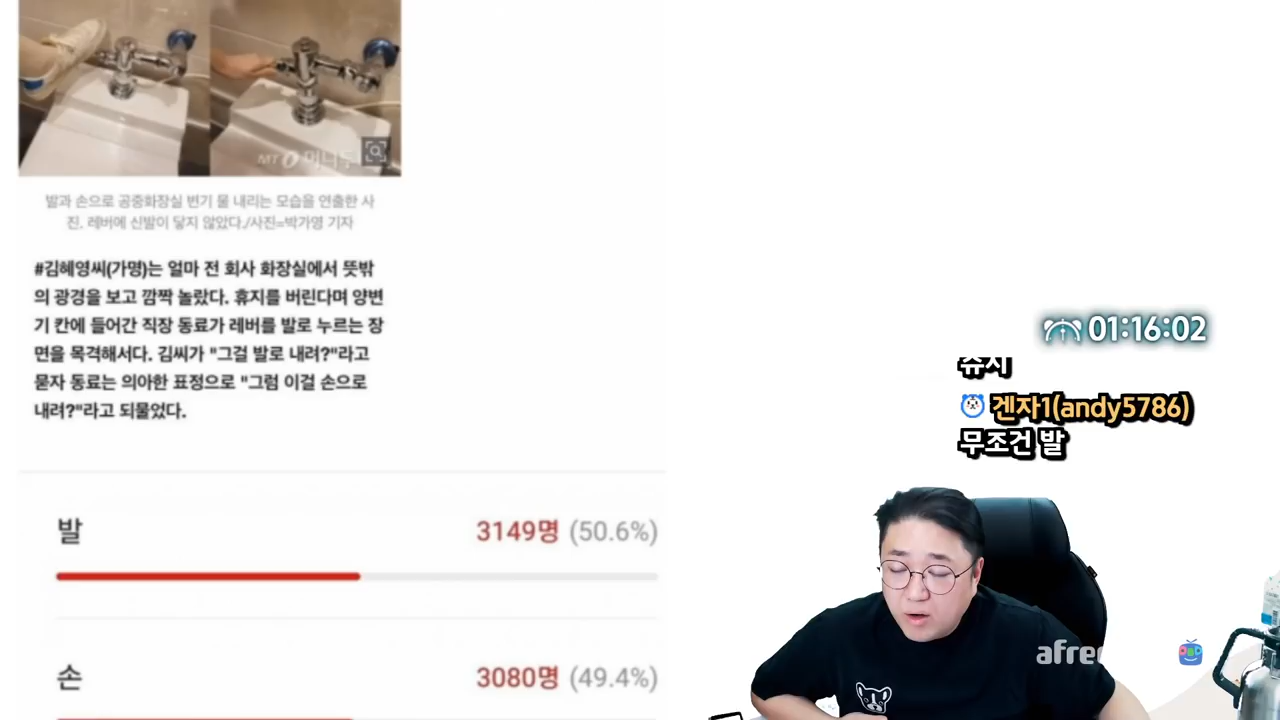 MT 머니투
발과 손으로 공중화장실 변기 물 내리는 모습을 연출한 사
진. 레버에 신발이 닿지 않았다./사진=박가영 기자
#김혜영씨(가명)는 얼마 전 회사 화장실에서 뜻밖
의 광경을 보고 깜짝 놀랐다. 휴지를 버린다며 양변
기 칸에 들어간 직장 동료가 레버를 발로 누르는 장
면을 목격해서다. 김씨가 "그걸 발로 내려?"라고
묻자 동료는 의아한 표정으로 "그럼 이걸 손으로
내려?"라고 되물었다.
발 3149명 (50.6%)
손 3080명 (49.4%)
01:16:02
쥬시
겐자1(andy5786)
무조건 발
afree